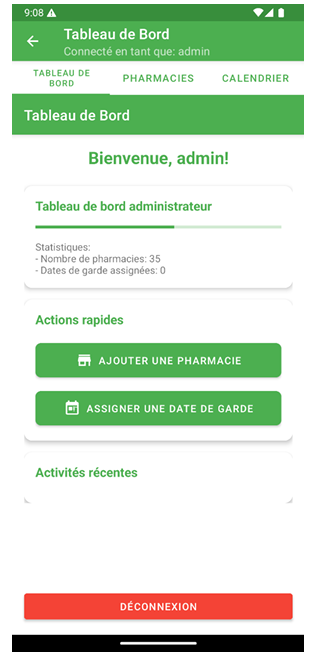 9:08
Tableau de Bord
Connecté en tant que: admin
TABLEAU DE
BORD
PHARMACIES
CALENDRIER
Tableau de Bord
Bienvenue, admin!
Tableau de bord administrateur
Statistiques:
- Nombre de pharmacies: 35
- Dates de garde assignées: 0
Actions rapides
AJOUTER UNE PHARMACIE
ASSIGNER UNE DATE DE GARDE
Activités récentes
DÉCONNEXION